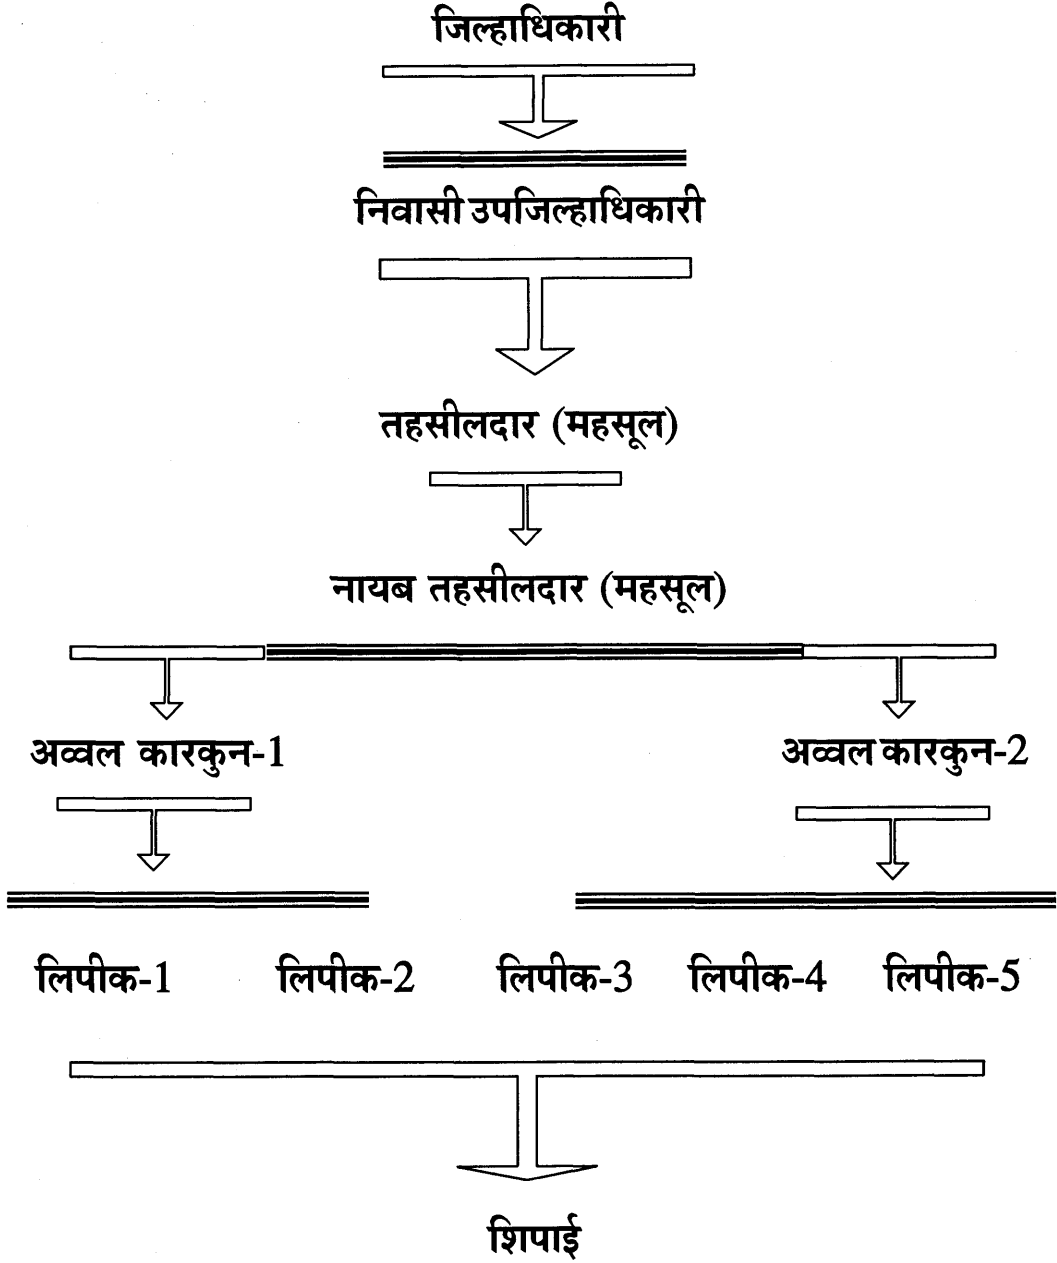 जिल्हाधिकारी
निवासी उपजिल्हाधिकारी
तहसीलदार (महसूल)
नायब तहसीलदार (महसूल)
अव्वल कारकुन-1 अव्वल कारकुन-2
लिपीक-1 लिपीक-2 लिपीक-3 लिपीक-4 लिपीक-5
शिपाई